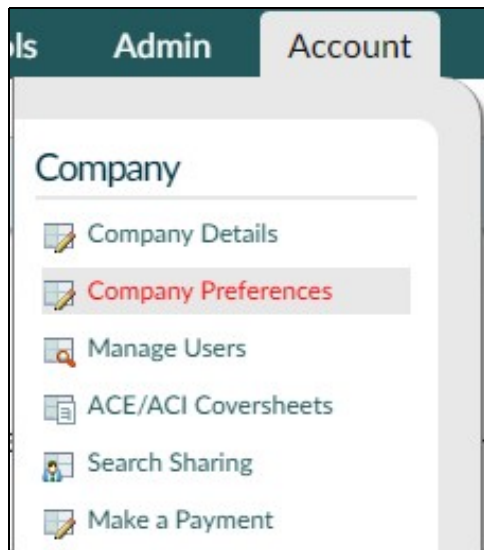 ls Admin Account
Company
Company Details
Company Preferences
Manage Users
ACE/ACI Coversheets
Search Sharing
Make a Payment